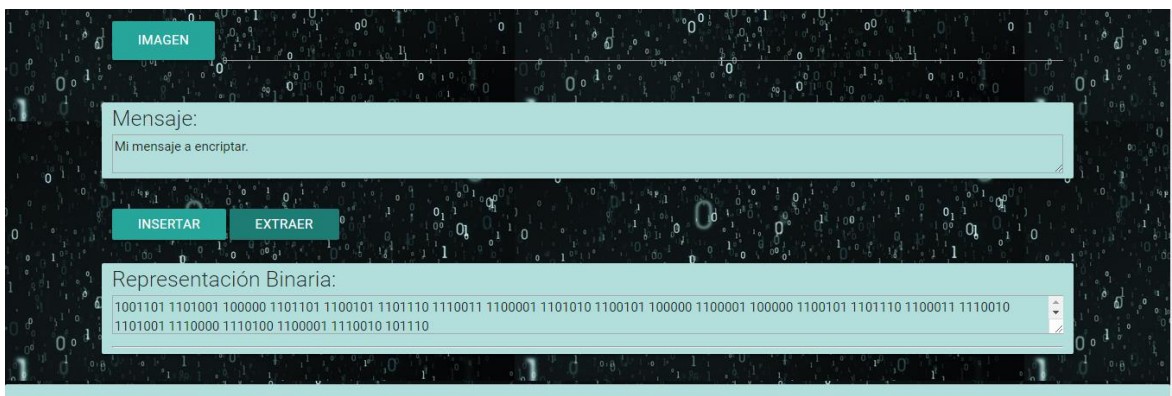 IMAGEN
Mensaje:
Mi mensaje a encriptar.
INSERTAR EXTRAER
Representación Binaria:
1001101 1101001 100000 1101101 1100101 1101110 1110011 1100001 1101010 1100101 100000 1100001 100000 1100101 1101110 1100011 1110010
1101001 1110000 1110100 1100001 1110010 101110